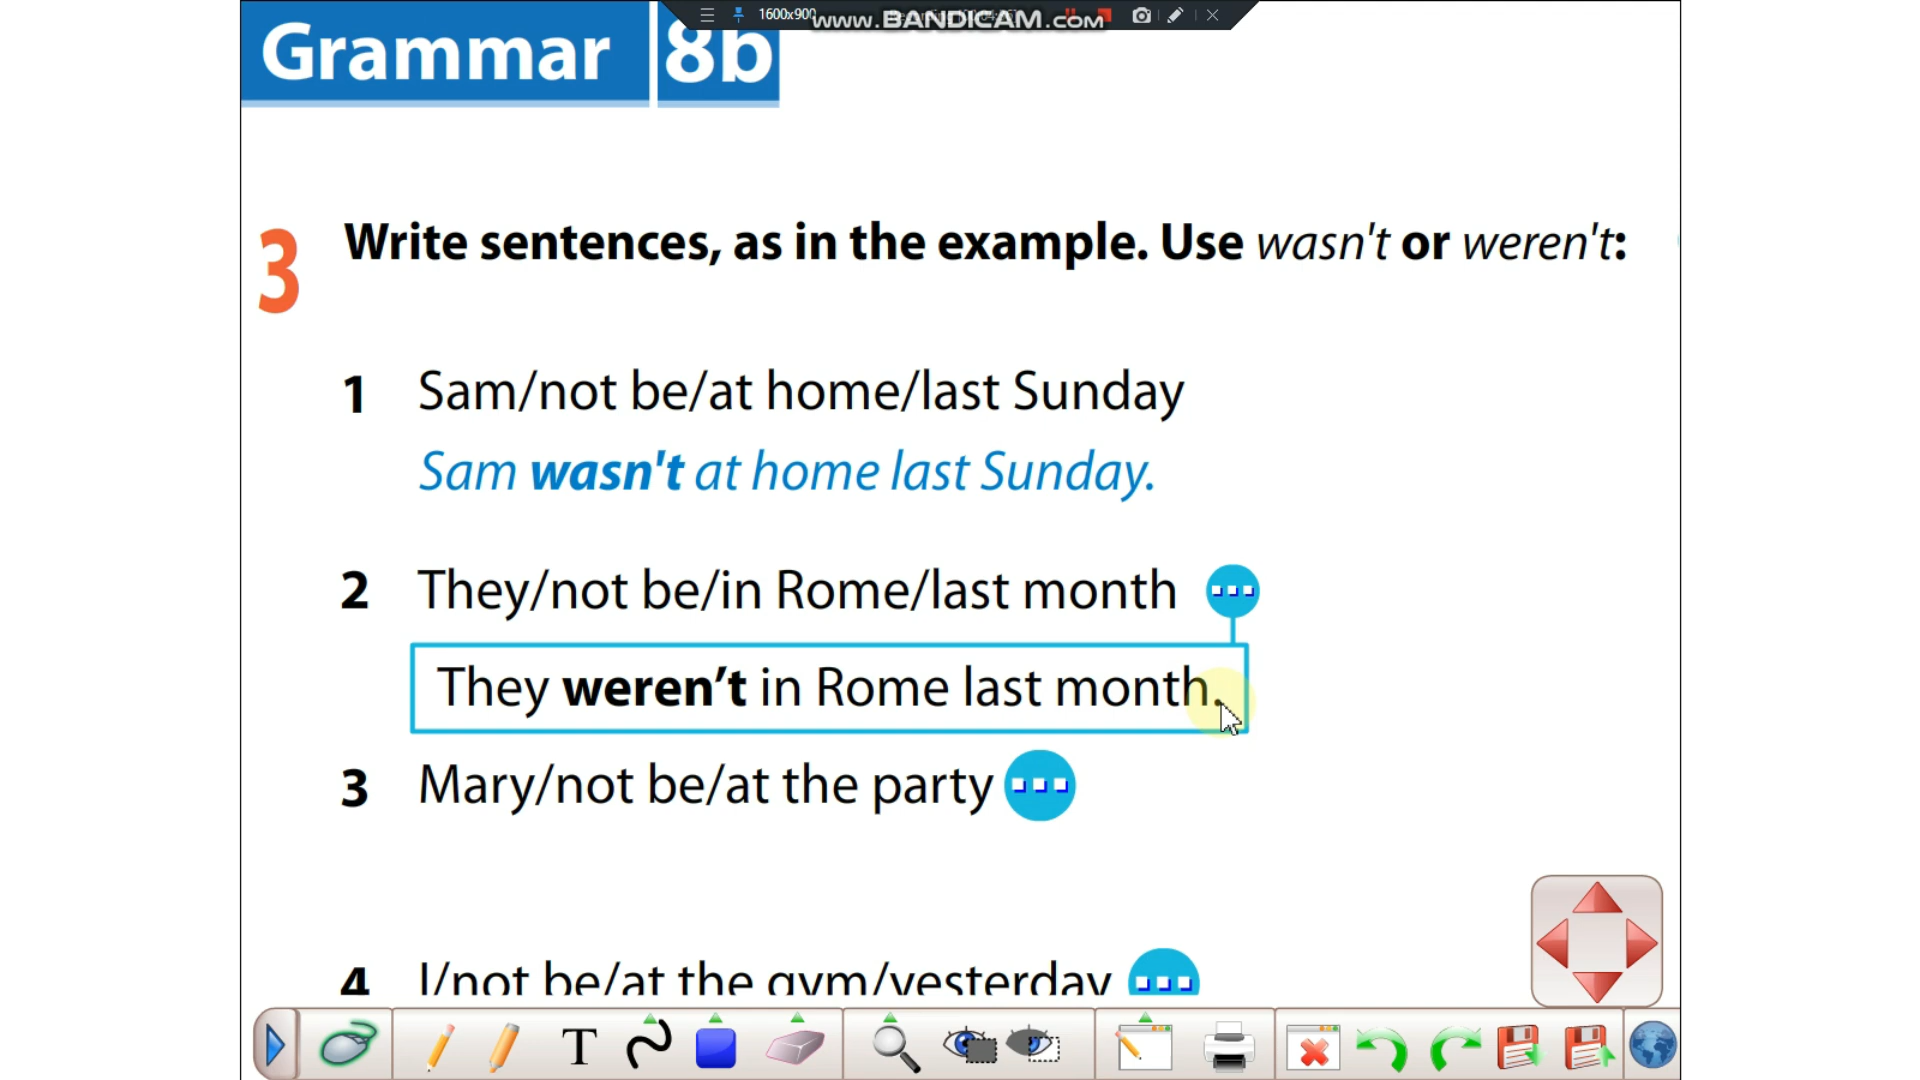 1600x900
www.BANDICAM.com
Grammar 8b
3 Write sentences, as in the example. Use wasn't or weren't:
1 Sam/not be/at home/last Sunday
Sam wasn't at home last Sunday.
2 They/not be/in Rome/last month
They weren’t in Rome last month.
3 Mary/not be/at the party
4 I/not be/at the gym/yesterday
T